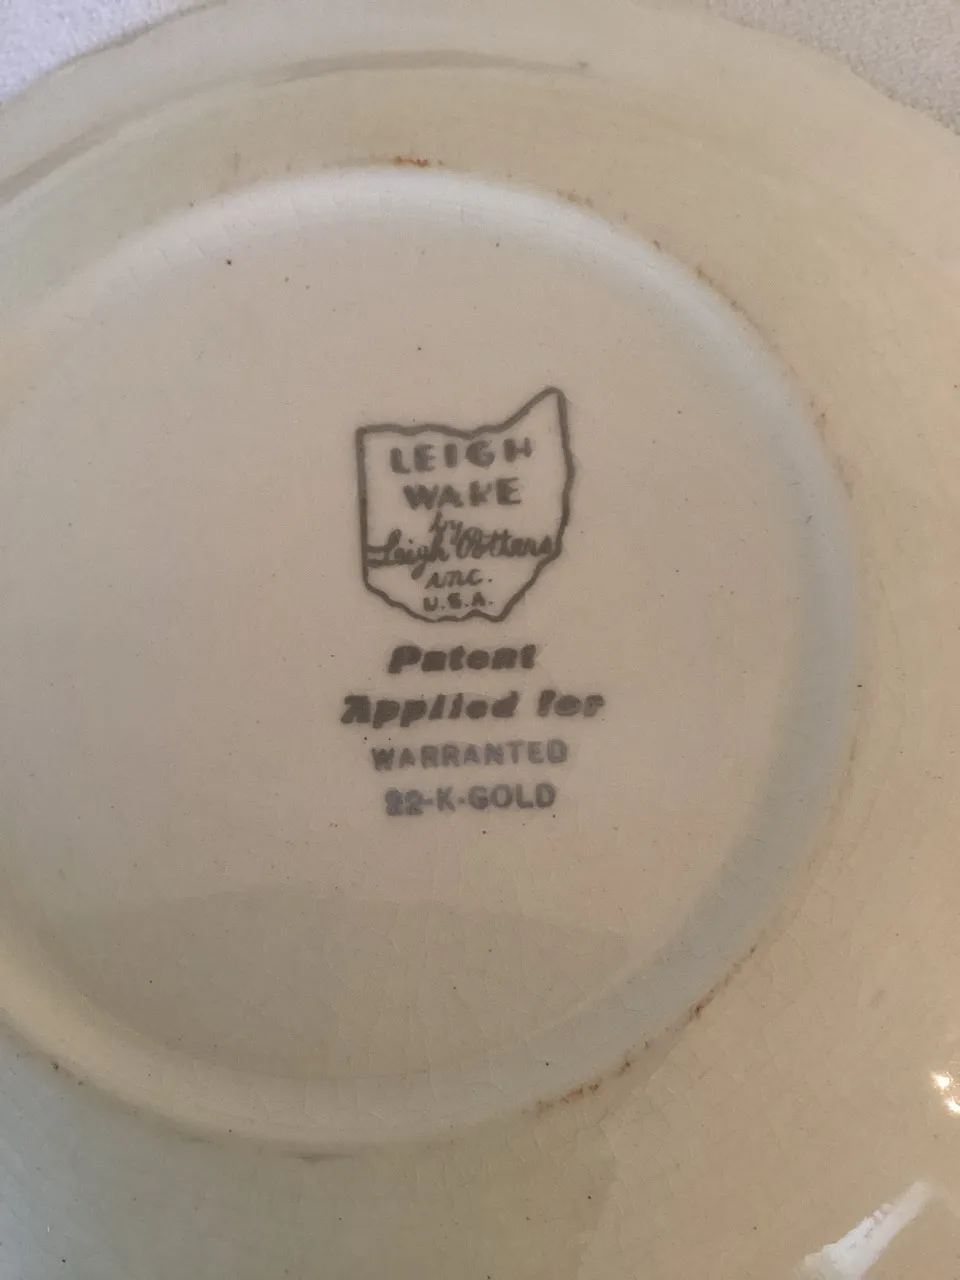 LEIGH
WARE
by
Leigh Potters
inc.
U.S.A.
Patent
Applied for
WARRANTED
22-K-GOLD